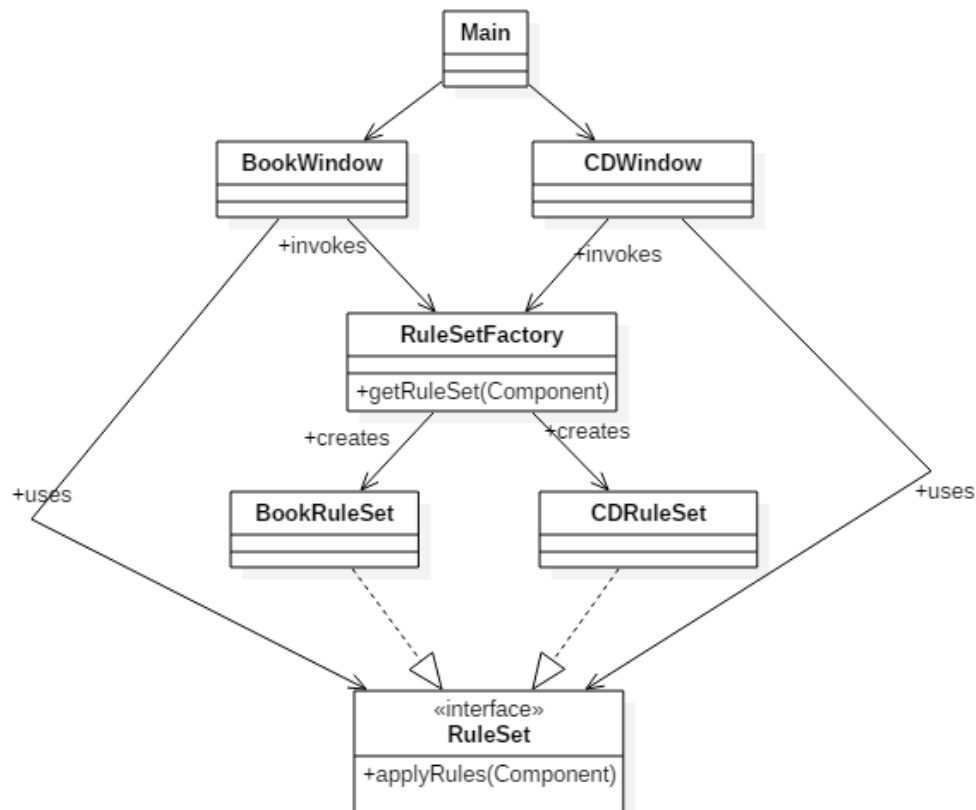 Main
BookWindow
CDWindow
+invokes
+invokes
RuleSetFactory
+getRuleSet(Component)
+creates
+creates
+uses
+uses
BookRuleSet
CDRuleSet
«interface»
RuleSet
+applyRules(Component)